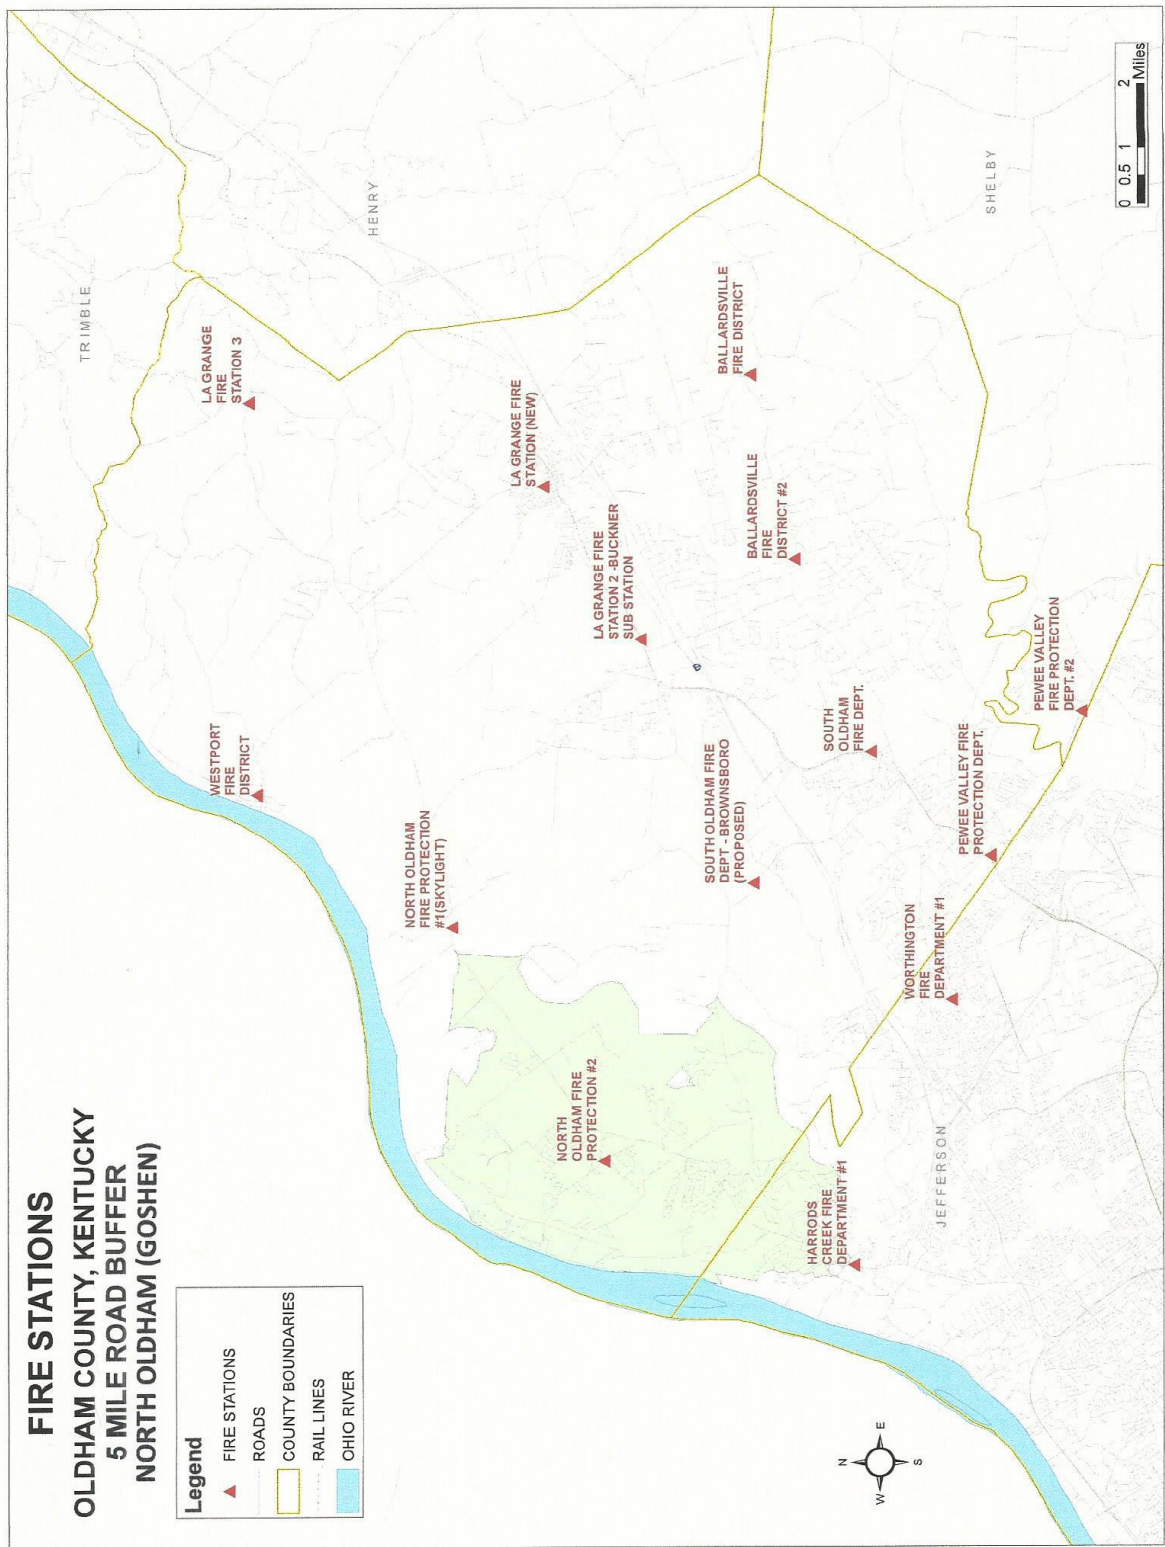 FIRE STATIONS
OLDHAM COUNTY, KENTUCKY
5 MILE ROAD BUFFER
NORTH OLDHAM (GOSHEN)
Legend
FIRE STATIONS
ROADS
COUNTY BOUNDARIES
RAIL LINES
OHIO RIVER
TRIMBLE
HENRY
SHELBY
JEFFERSON
LA GRANGE
FIRE
STATION 3
WESTPORT
FIRE
DISTRICT
NORTH OLDHAM
FIRE PROTECTION
#1(SKYLIGHT)
LA GRANGE FIRE
STATION (NEW)
LA GRANGE FIRE
STATION 2 -BUCKNER
SUB STATION
BALLARDSVILLE
FIRE DISTRICT
BALLARDSVILLE
FIRE
DISTRICT #2
NORTH
OLDHAM FIRE
PROTECTION #2
SOUTH OLDHAM FIRE
DEPT - BROWNSBORO
(PROPOSED)
SOUTH
OLDHAM
FIRE DEPT.
HARRODS
CREEK FIRE
DEPARTMENT #1
WORTHINGTON
FIRE
DEPARTMENT #1
PEWEE VALLEY FIRE
PROTECTION DEPT.
PEWEE VALLEY
FIRE PROTECTION
DEPT. #2
N
W E
S
0 0.5 1 2
Miles